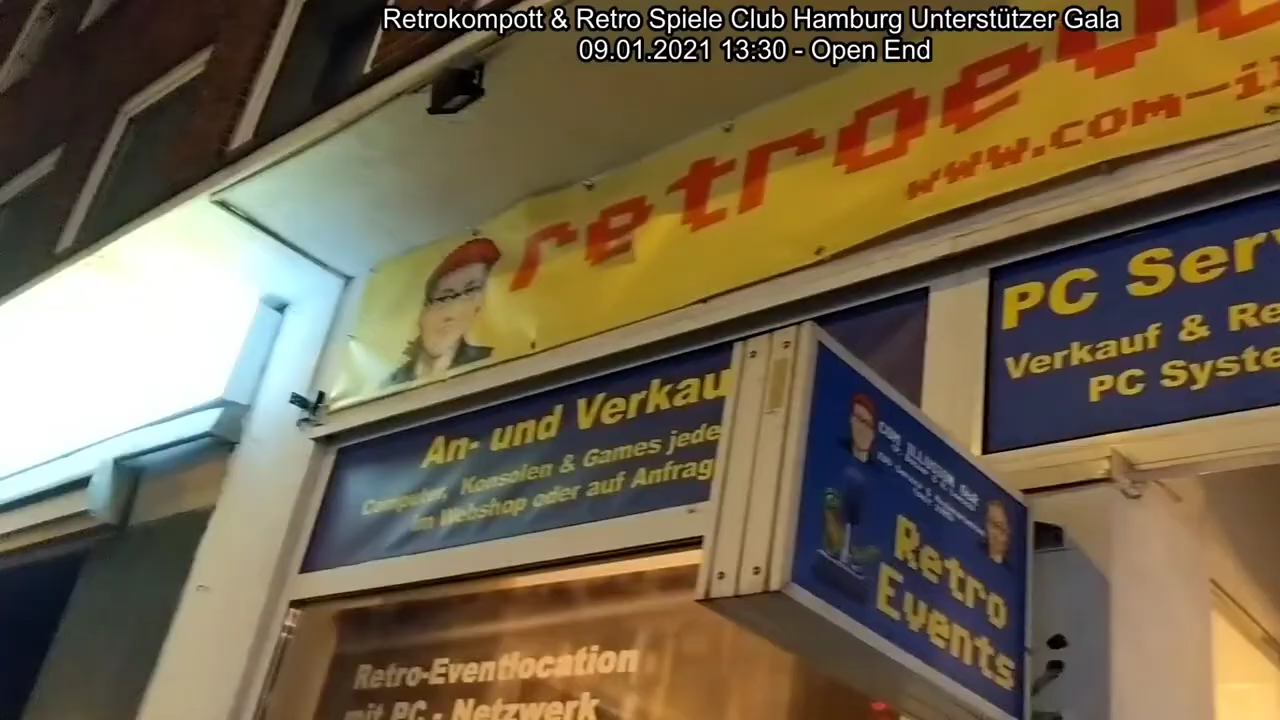 Retrokompott & Retro Spiele Club Hamburg Unterstützer Gala
09.01.2021 13:30 - Open End
retroev
www.com-il
PC Serv
Verkauf & Re
PC Syste
An- und Verkau
Computer, Konsolen & Games jede
im Webshop oder auf Anfrag
Retro
Events
Retro-Eventlocation
mit PC - Netzwerk